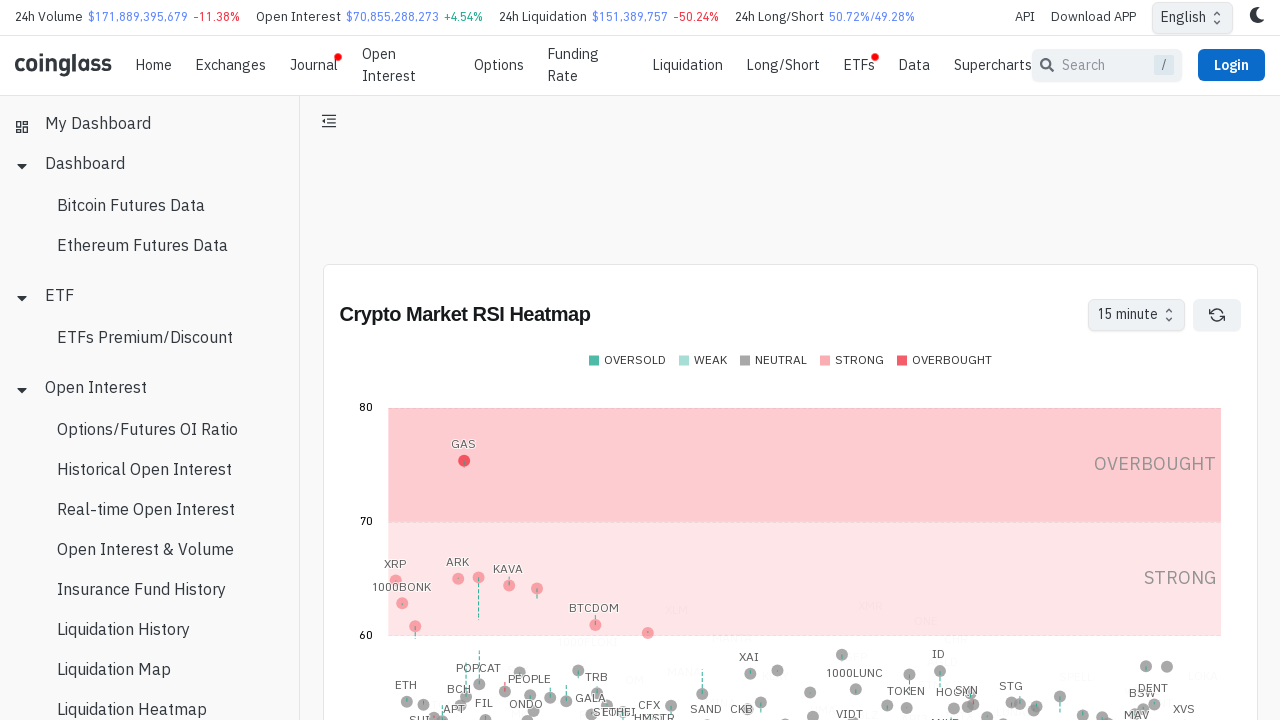 24h Volume $171,889,395,679 -11.38% Open Interest $70,855,288,273 +4.54% 24h Liquidation $151,389,757 -50.24% 24h Long/Short 50.72%/49.28% API Download APP English
coinglass Home Exchanges Journal Open Interest Options Funding Rate Liquidation Long/Short ETFs Data Supercharts Search / Login
My Dashboard
Dashboard
Bitcoin Futures Data
Ethereum Futures Data
ETF
ETFs Premium/Discount
Open Interest
Options/Futures OI Ratio
Historical Open Interest
Real-time Open Interest
Open Interest & Volume
Insurance Fund History
Liquidation History
Liquidation Map
Liquidation Heatmap
Crypto Market RSI Heatmap 15 minute
OVERSOLD WEAK NEUTRAL STRONG OVERBOUGHT
80
GAS
OVERBOUGHT
70
XRP ARK KAVA
STRONG
1000BONK
BTCDOM
60
XAI ID
POPCAT TRB 1000LUNC
ETH BCH PEOPLE TOKEN HOOK SYN STG DENT
FIL ONDO GALA CFX SAND CKB XVS
VIDT MAV